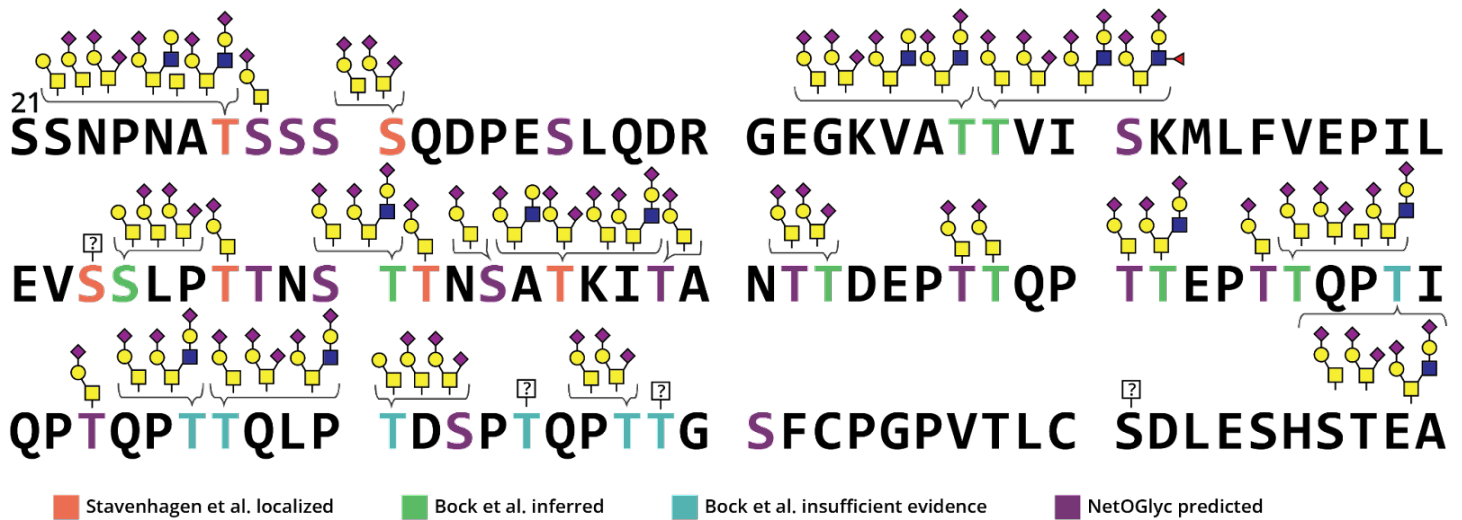 21
SSNPNATSSS SQDPESLQDR GEGKVATTVI SKMLFVEPIL
?
EVSSLPTTNS TTNSATKITA NTTDEPTTQP TTEPTTQPTI
? ? ?
QPTQPTTQLP TDSPTQPTTG SFCPGPVTLC SDLESHSTEA
Stavenhagen et al. localized Bock et al. inferred Bock et al. insufficient evidence NetOGlyc predicted